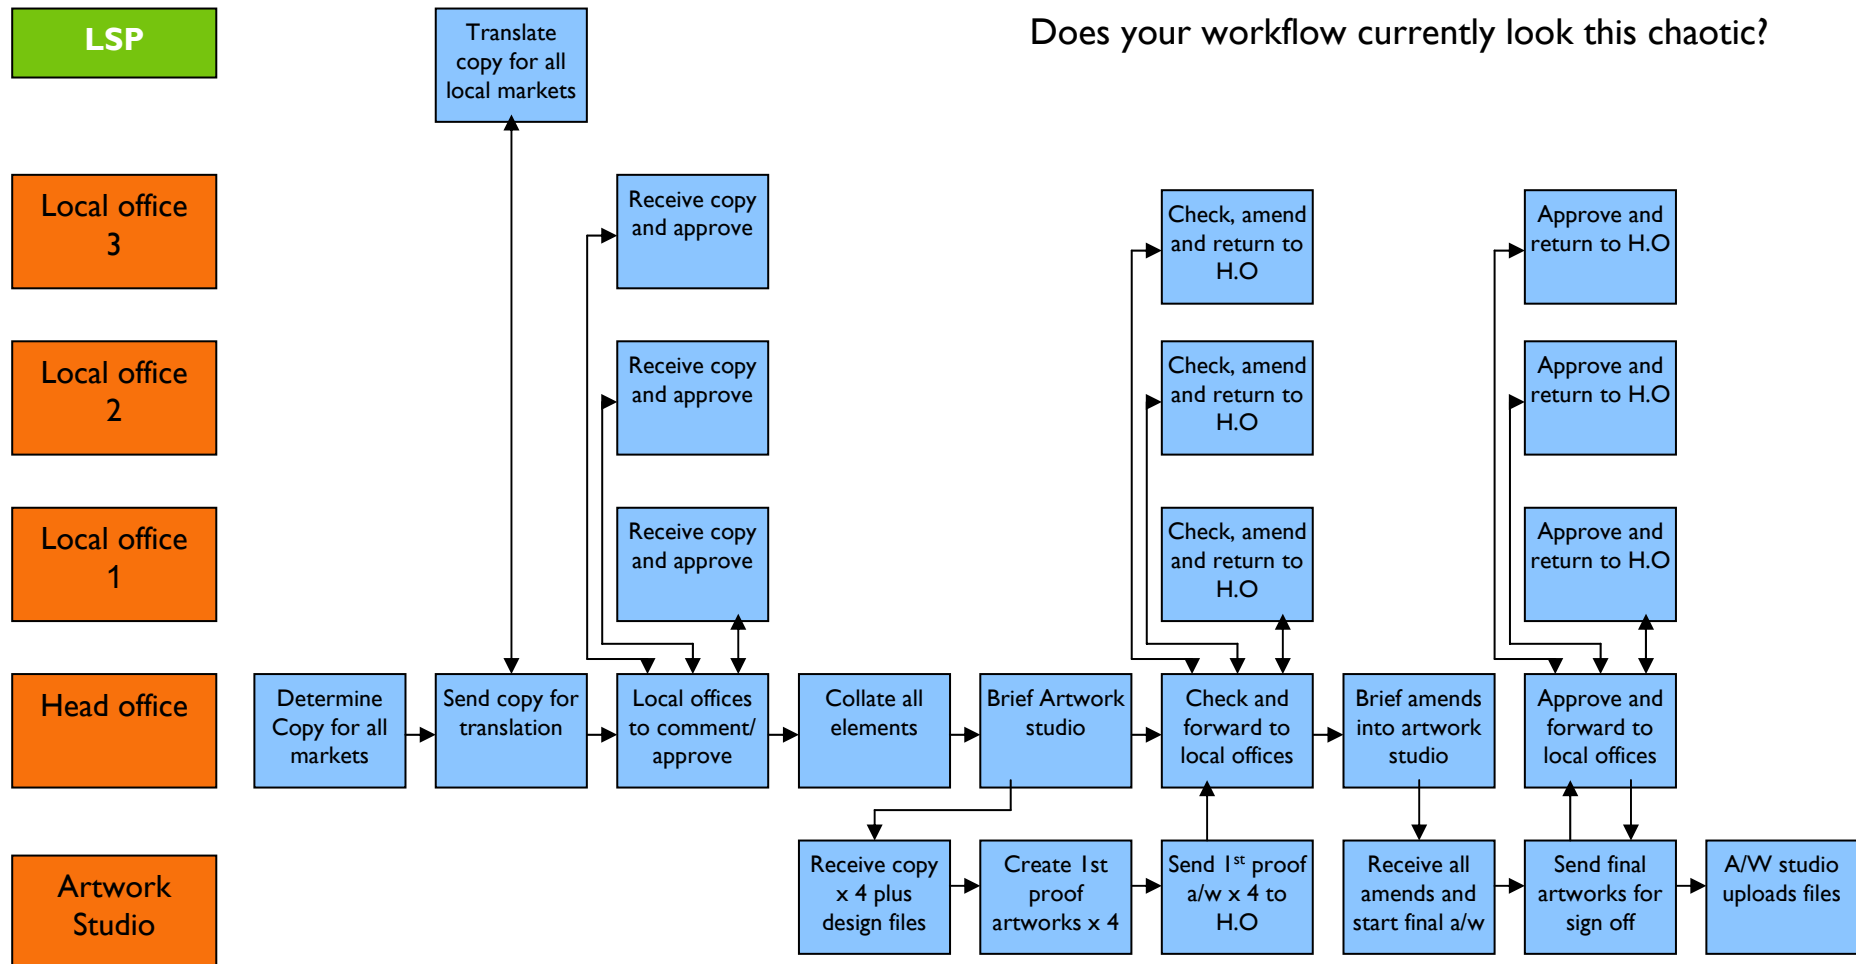 LSP
Translate
copy for all
local markets
Does your workflow currently look this chaotic?
Local office
3
Receive copy
and approve
Check, amend
and return to
H.O
Approve and
return to H.O
Local office
2
Receive copy
and approve
Check, amend
and return to
H.O
Approve and
return to H.O
Local office
1
Receive copy
and approve
Check, amend
and return to
H.O
Approve and
return to H.O
Head office
Determine
Copy for all
markets
Send copy for
translation
Local offices
to comment/
approve
Collate all
elements
Brief Artwork
studio
Check and
forward to
local offices
Brief amends
into artwork
studio
Approve and
forward to
local offices
Artwork
Studio
Receive copy
x 4 plus
design files
Create 1st
proof
artworks x 4
Send 1st proof
a/w x 4 to
H.O
Receive all
amends and
start final a/w
Send final
artworks for
sign off
A/W studio
uploads files